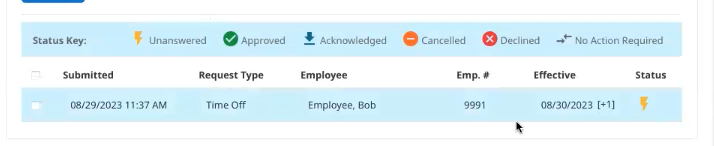 Status Key: Unanswered Approved Acknowledged Cancelled Declined No Action Required
Submitted Request Type Employee Emp. # Effective Status
08/29/2023 11:37 AM Time Off Employee, Bob 9991 08/30/2023 [+1]